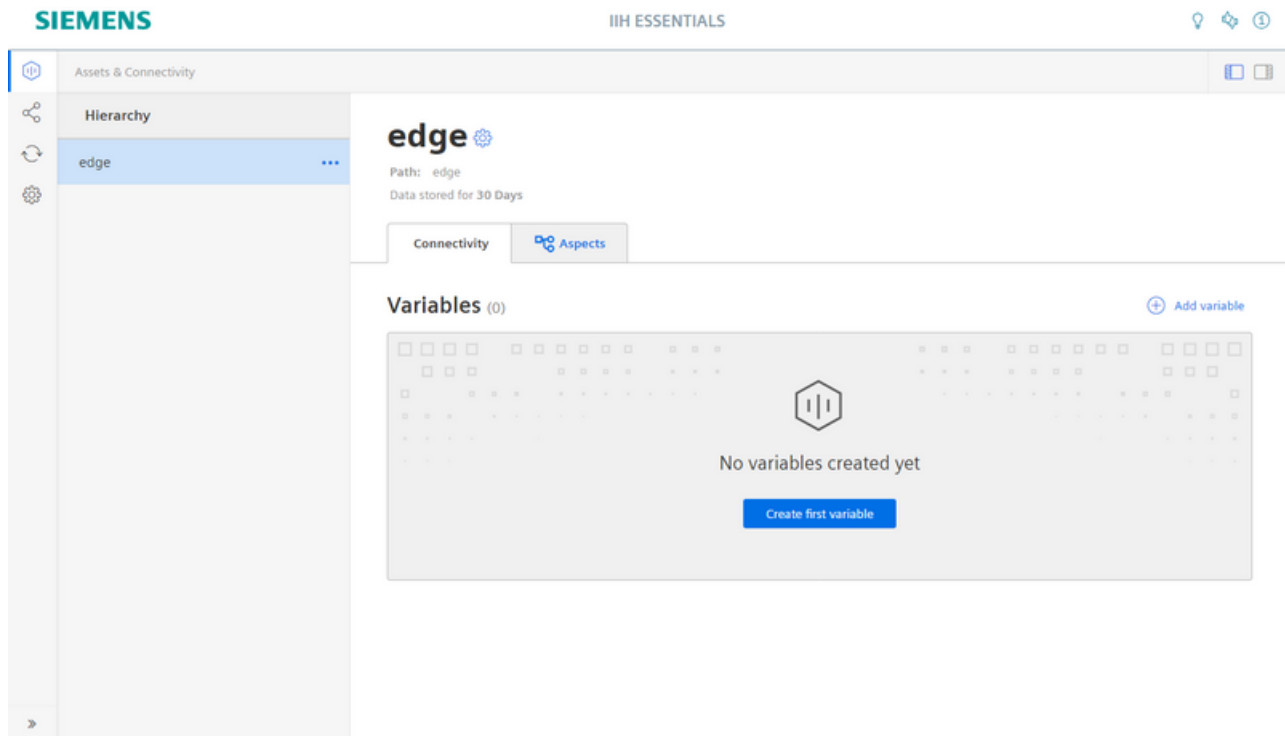 SIEMENS
IIH ESSENTIALS
Assets & Connectivity
Hierarchy
edge
edge
Path: edge
Data stored for 30 Days
Connectivity
Aspects
Variables (0)
Add variable
No variables created yet
Create first variable